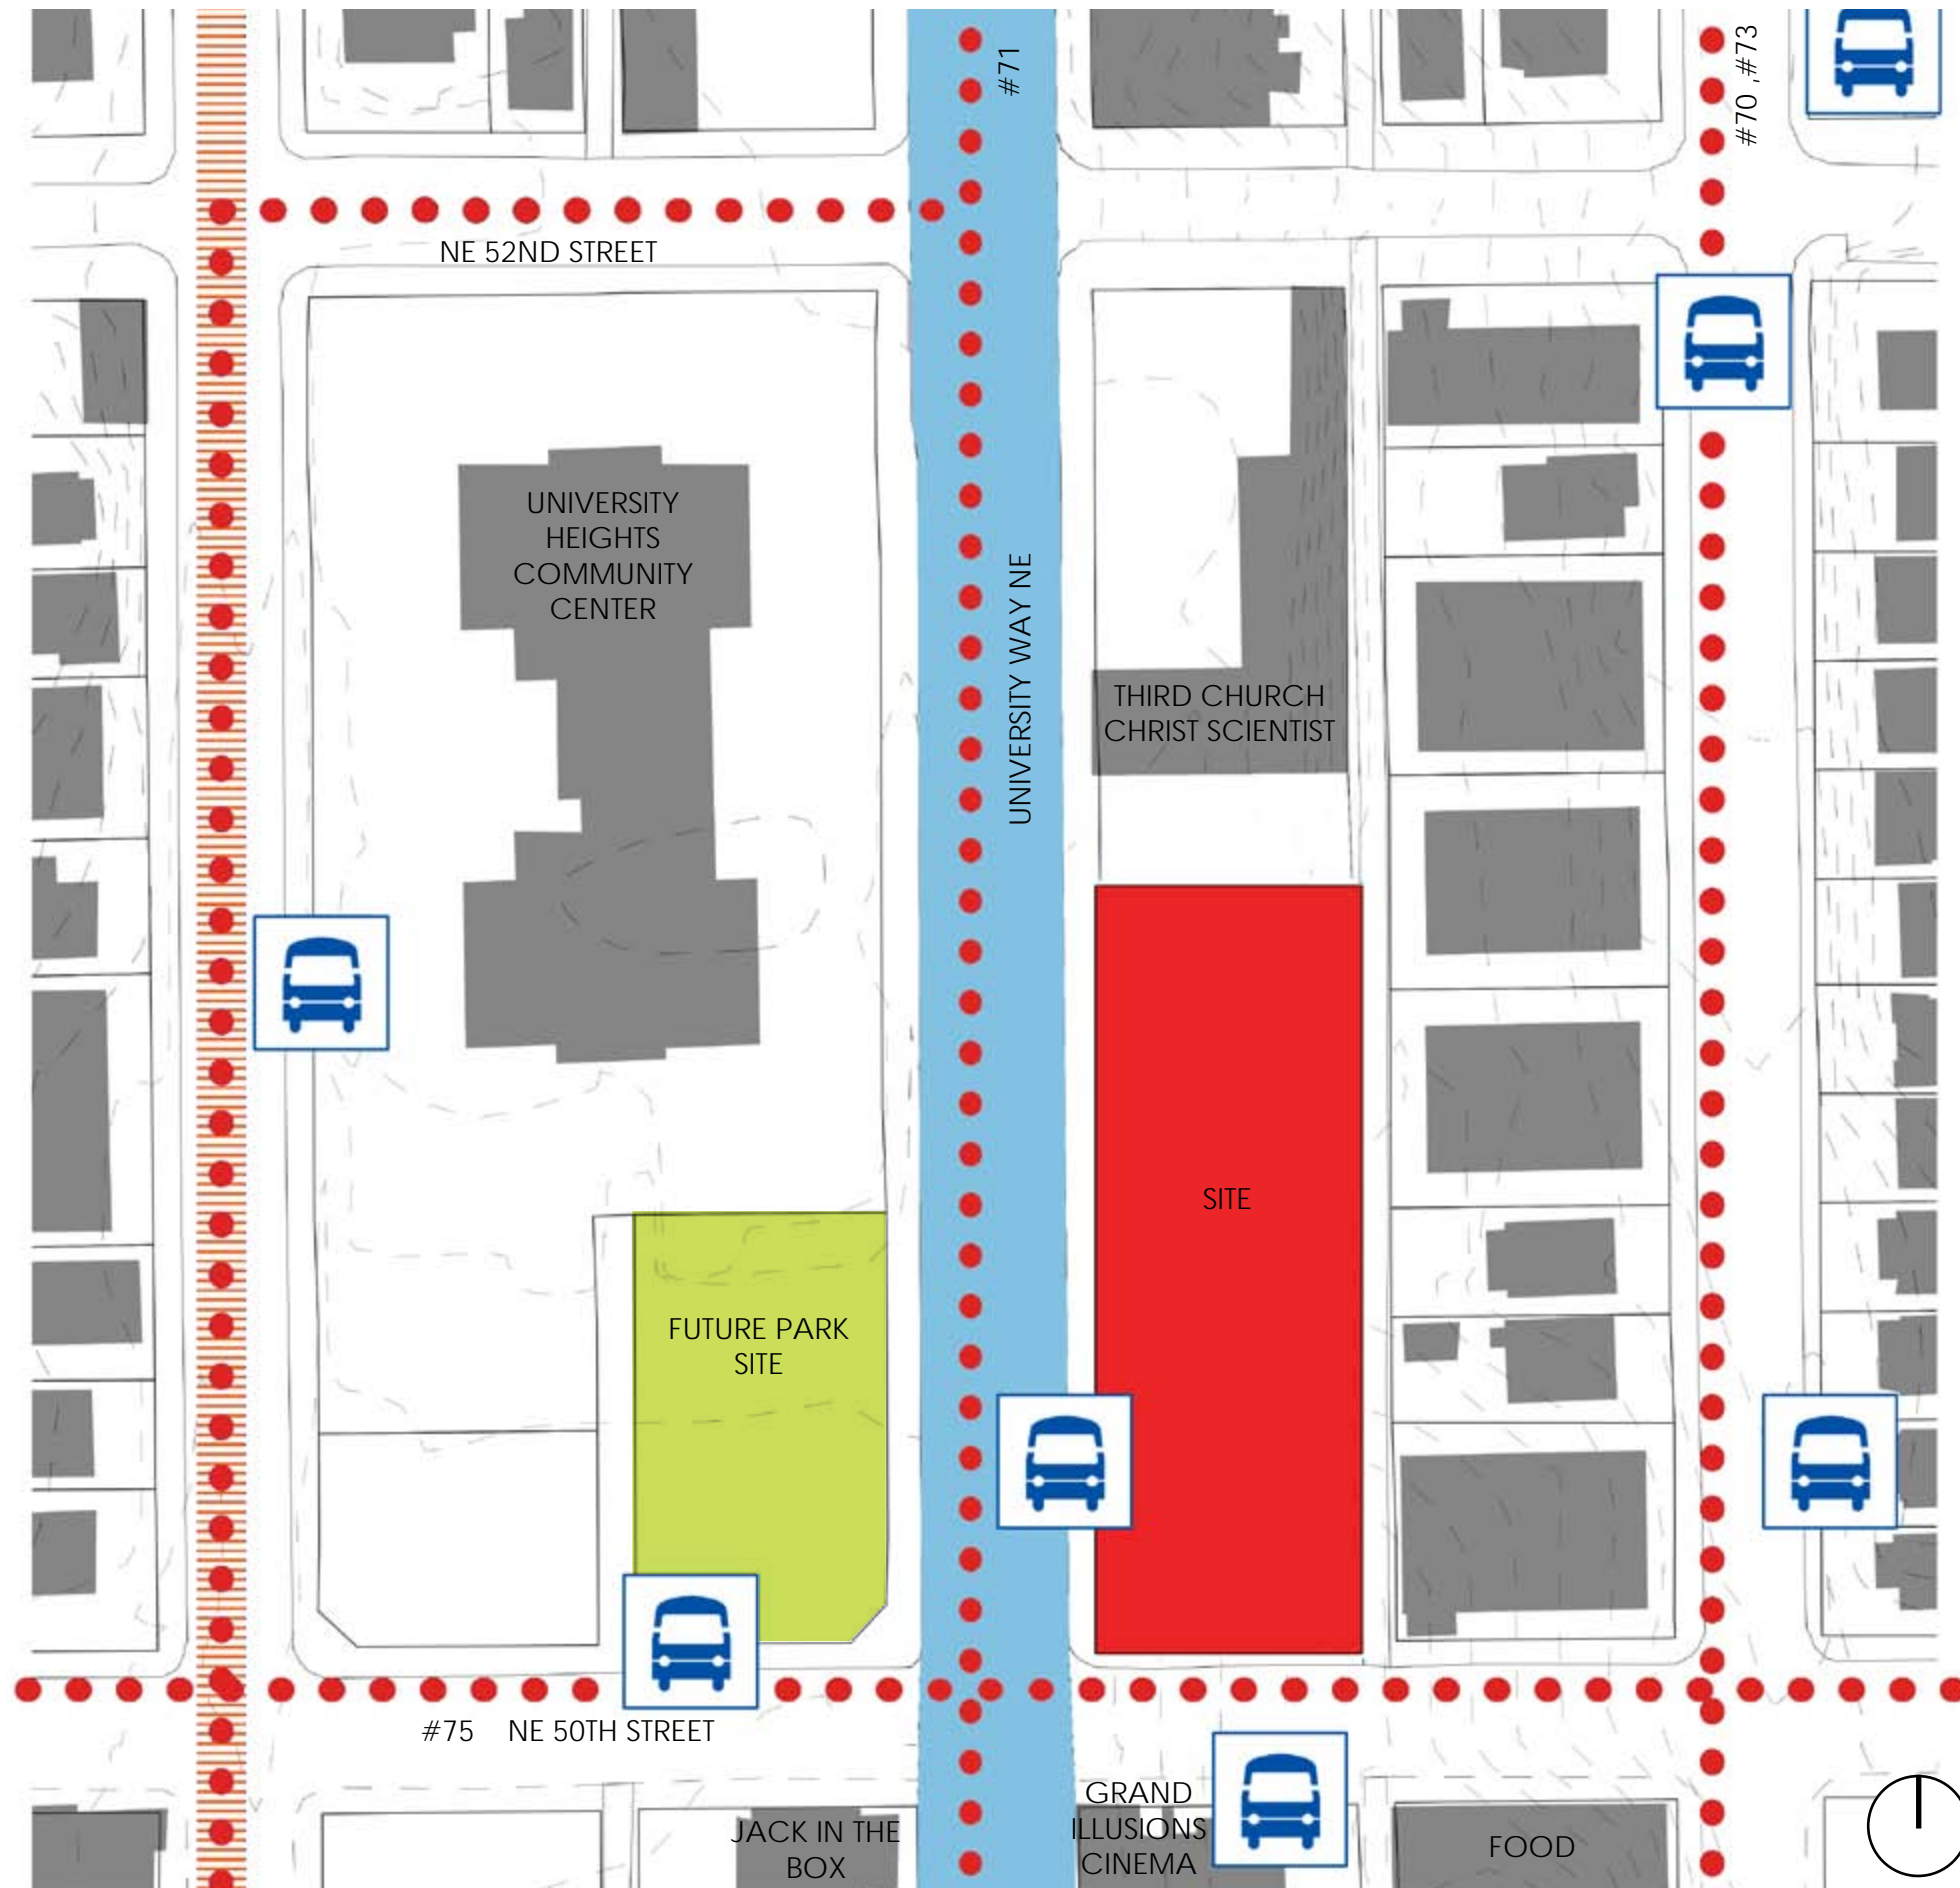 #71
#70 ,#73
NE 52ND STREET
UNIVERSITY
HEIGHTS
COMMUNITY
CENTER
UNIVERSITY WAY NE
THIRD CHURCH
CHRIST SCIENTIST
SITE
FUTURE PARK
SITE
#75 NE 50TH STREET
JACK IN THE
BOX
GRAND
ILLUSIONS
CINEMA
FOOD